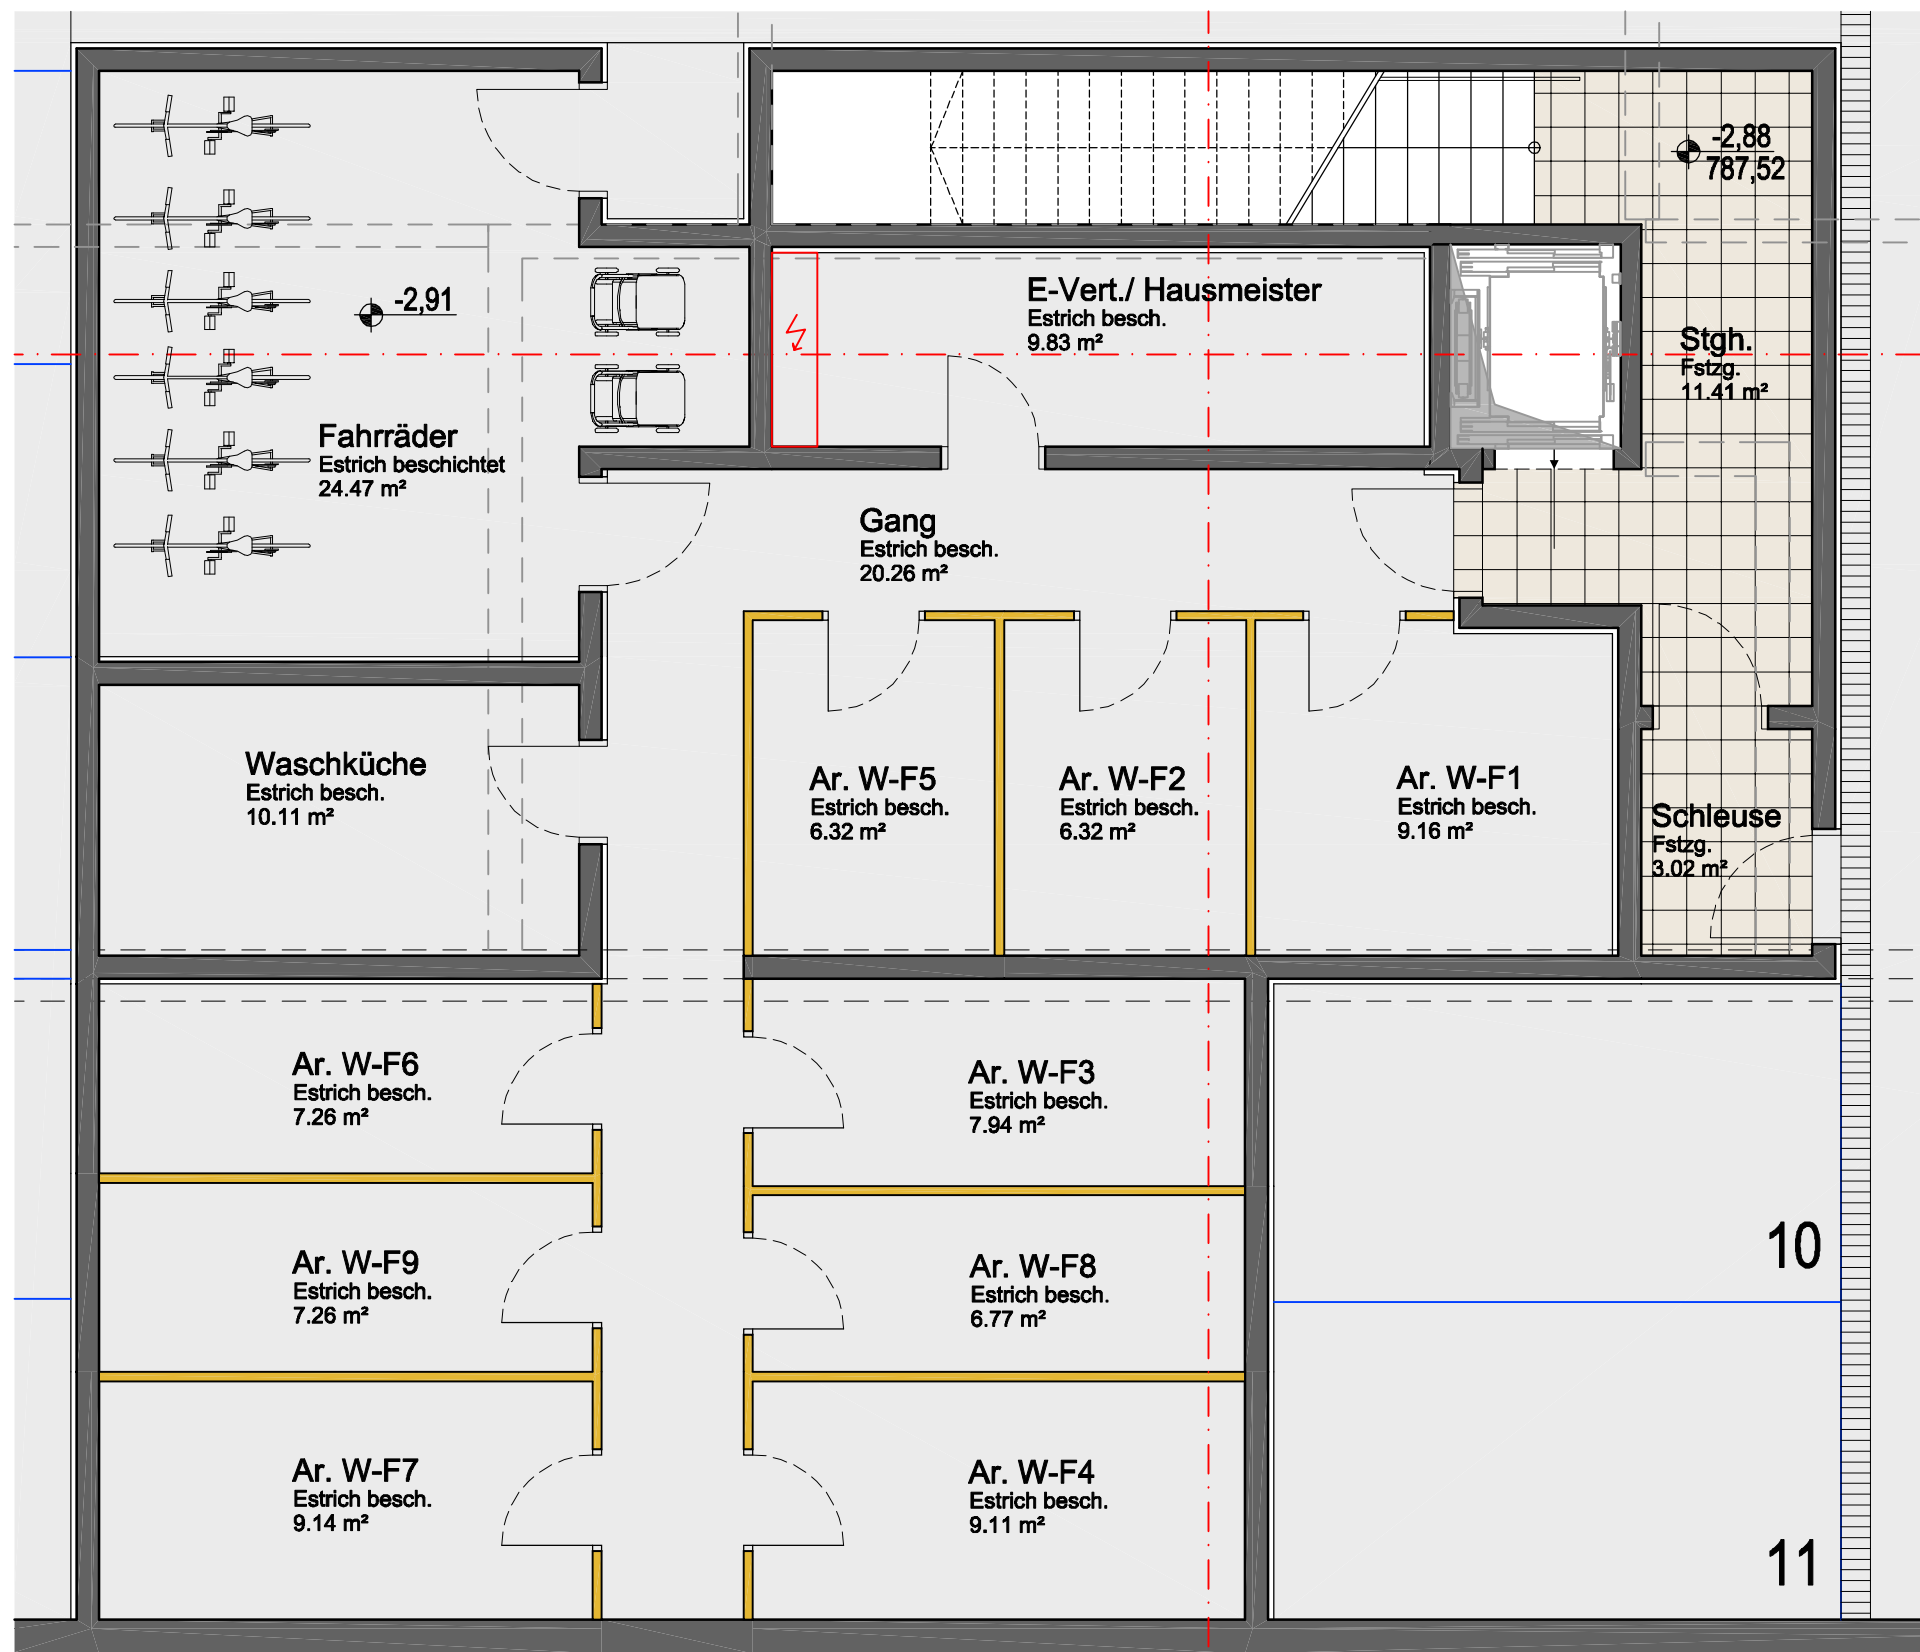 -2,88
787,52
E-Vert./ Hausmeister
Estrich besch.
9.83 m²
-2,91
Stgh.
Fstzg.
11.41 m²
Fahrräder
Estrich beschichtet
24.47 m²
Gang
Estrich besch.
20.26 m²
Waschküche
Estrich besch.
10.11 m²
Ar. W-F5
Estrich besch.
6.32 m²
Ar. W-F2
Estrich besch.
6.32 m²
Ar. W-F1
Estrich besch.
9.16 m²
Schleuse
Fstzg.
3.02 m²
Ar. W-F6
Estrich besch.
7.26 m²
Ar. W-F3
Estrich besch.
7.94 m²
Ar. W-F9
Estrich besch.
7.26 m²
Ar. W-F8
Estrich besch.
6.77 m²
10
Ar. W-F7
Estrich besch.
9.14 m²
Ar. W-F4
Estrich besch.
9.11 m²
11